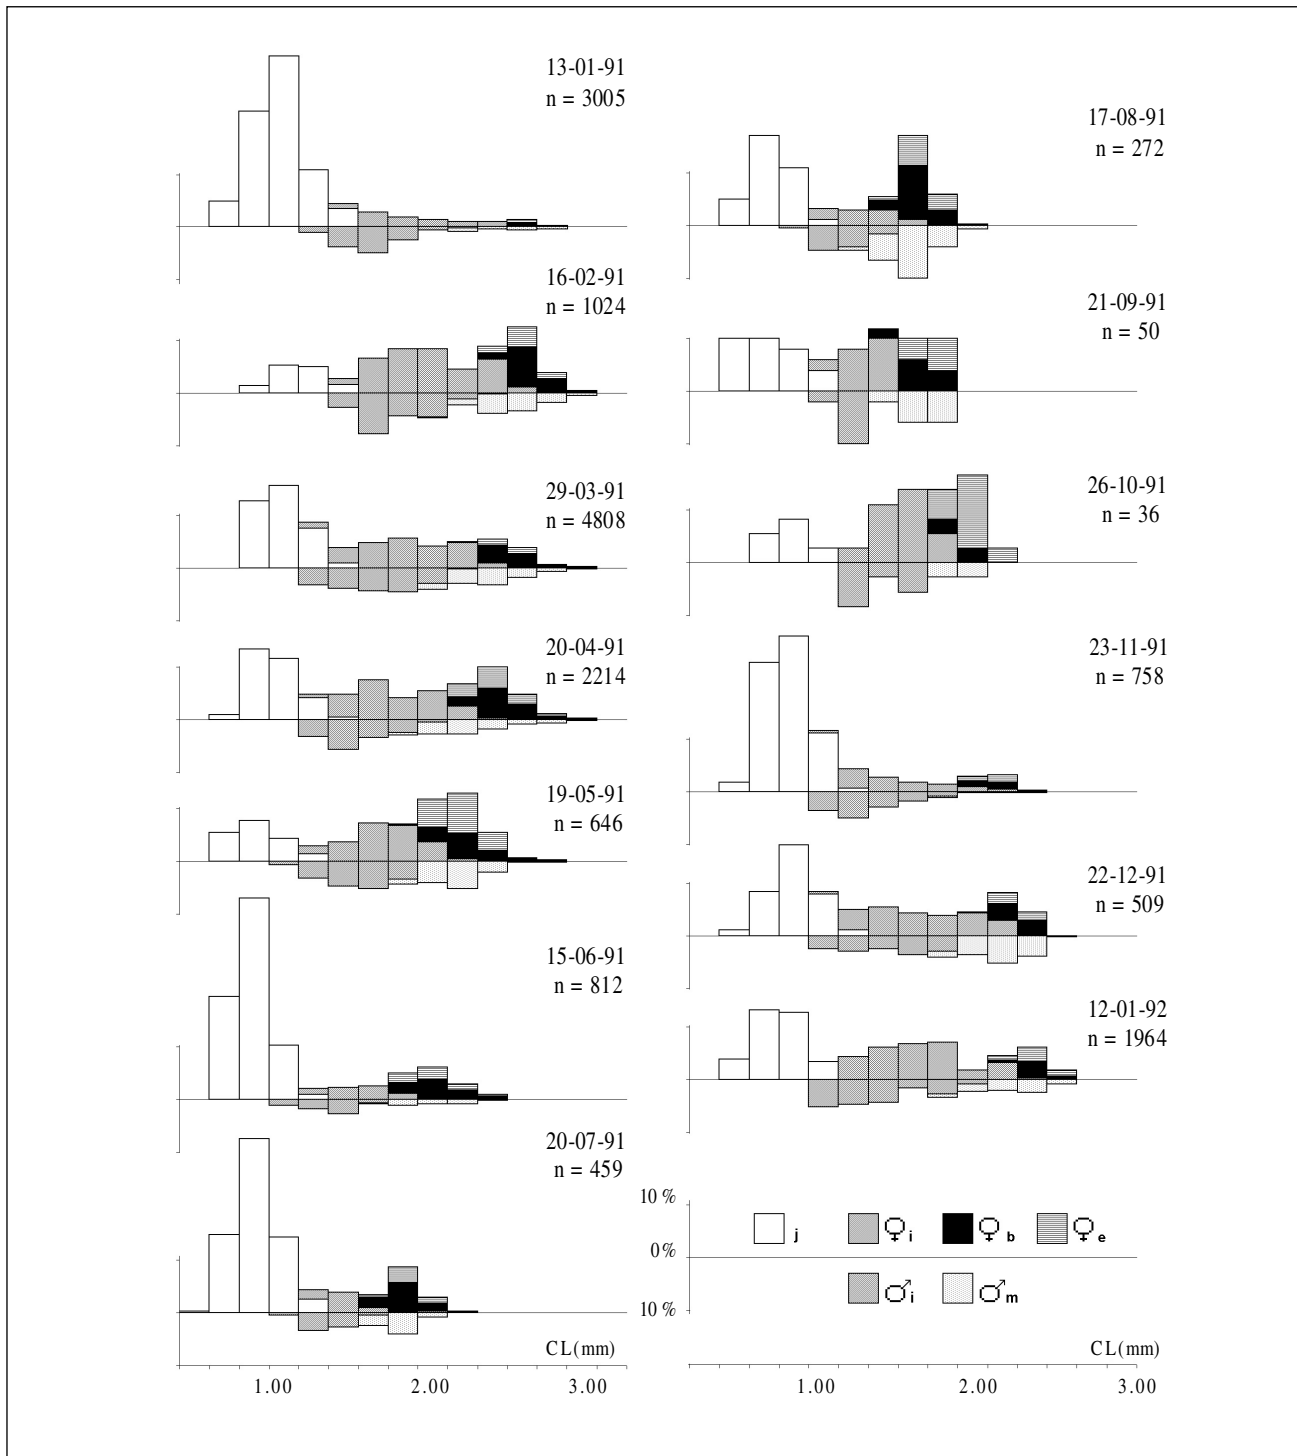 13-01-91
n = 3005
16-02-91
n = 1024
29-03-91
n = 4808
20-04-91
n = 2214
19-05-91
n = 646
15-06-91
n = 812
20-07-91
n = 459
CL(mm)
1.00 2.00 3.00
17-08-91
n = 272
21-09-91
n = 50
26-10-91
n = 36
23-11-91
n = 758
22-12-91
n = 509
12-01-92
n = 1964
10%
0%
10%
j ♀i ♀b ♀e
♂i ♂m
CL(mm)
1.00 2.00 3.00